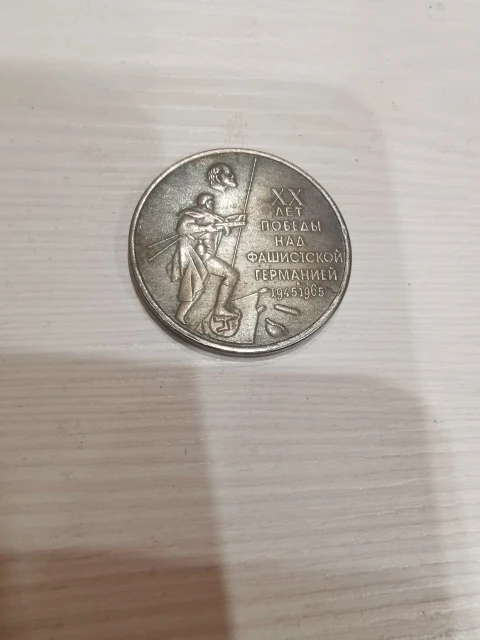 XX
ЛЕТ
ПОБЕДЫ
НАД
ФАШИСТСКОЙ
ГЕРМАНИЕЙ
1945 1965